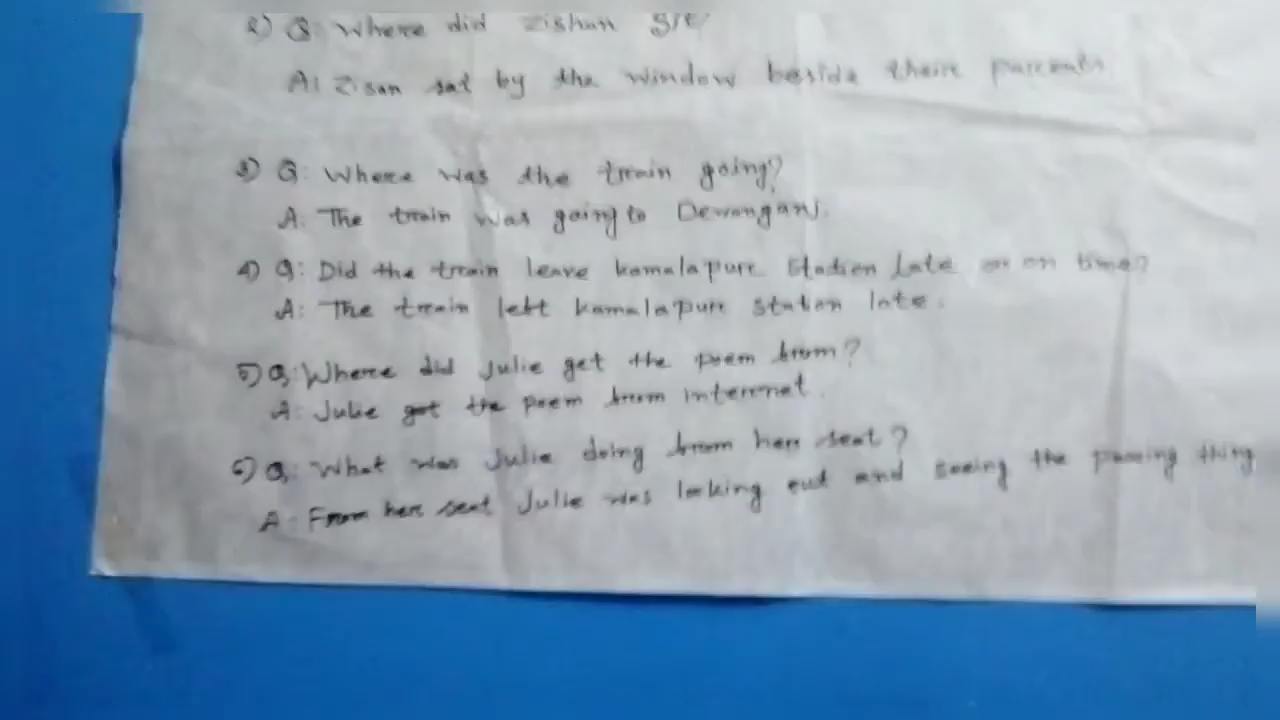 2) Q: Where did Zishan sit?
A: Zisan sat by the window beside their parents
3) Q: Where was the train going?
A: The train was going to Dewanganj.
4) Q: Did the train leave kamalapur station late or on time?
A: The train left kamalapur station late.
5) Q: Where did Julie get the poem from?
A: Julie got the poem from internet.
6) Q: What was Julie doing from her seat?
A: From her seat Julie was looking out and seeing the passing thing